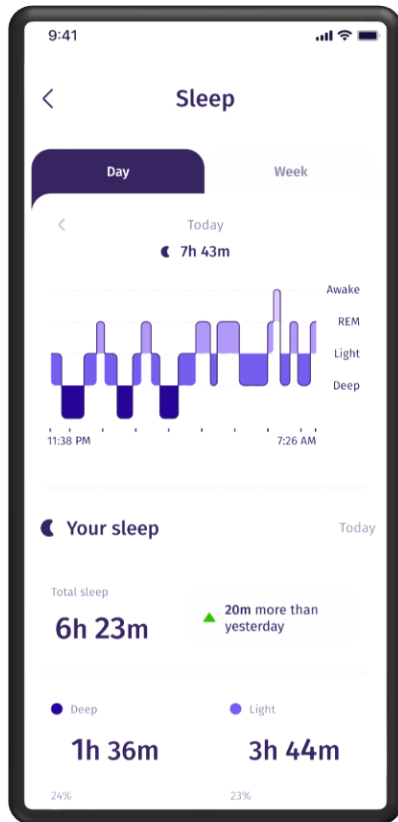 9:41
Sleep
Day
Week
Today
7h 43m
Awake
REM
Light
Deep
11:38 PM
7:26 AM
Your sleep
Today
Total sleep
6h 23m
20m more than
yesterday
Deep
Light
1h 36m
3h 44m
24%
23%